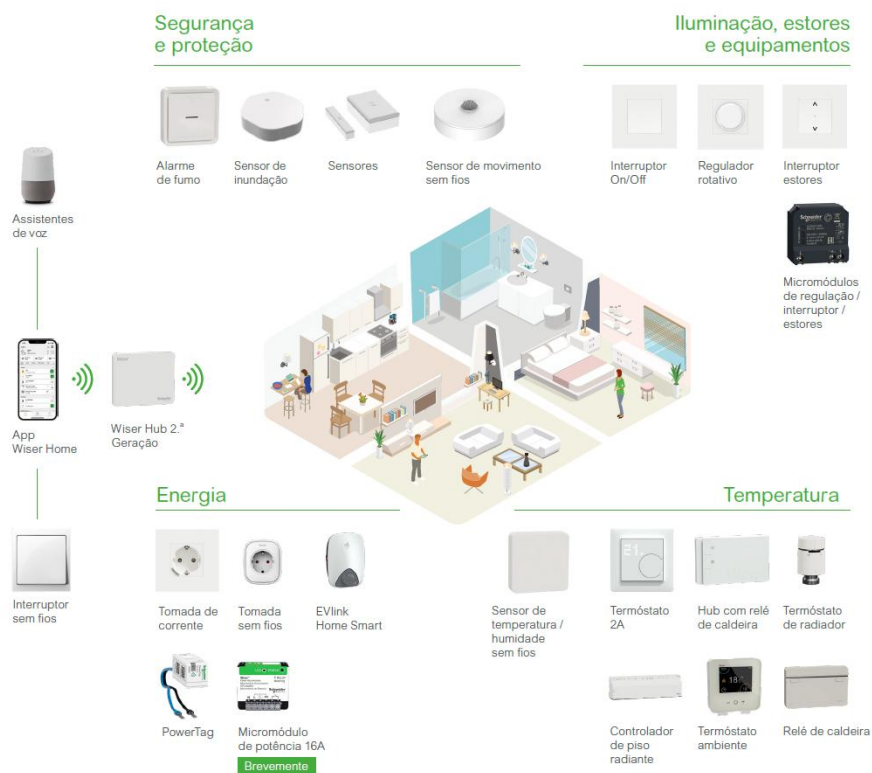 Segurança
e proteção
Iluminação, estores
e equipamentos
Alarme
de fumo
Sensor de
inundação
Sensores
Sensor de movimento
sem fios
Interruptor
On/Off
Regulador
rotativo
Interruptor
estores
Assistentes
de voz
Schneider
Micromódulos
de regulação /
interruptor /
estores
App
Wiser Home
Wiser Hub 2.ª
Geração
Energia
Temperatura
Interruptor
sem fios
Tomada de
corrente
Tomada
sem fios
EVlink
Home Smart
Sensor de
temperatura /
humidade
sem fios
Termóstato
2A
Hub com relé
de caldeira
Termóstato
de radiador
PowerTag
Micromódulo
de potência 16A
Brevemente
Controlador
de piso
radiante
Termóstato
ambiente
Relé de caldeira